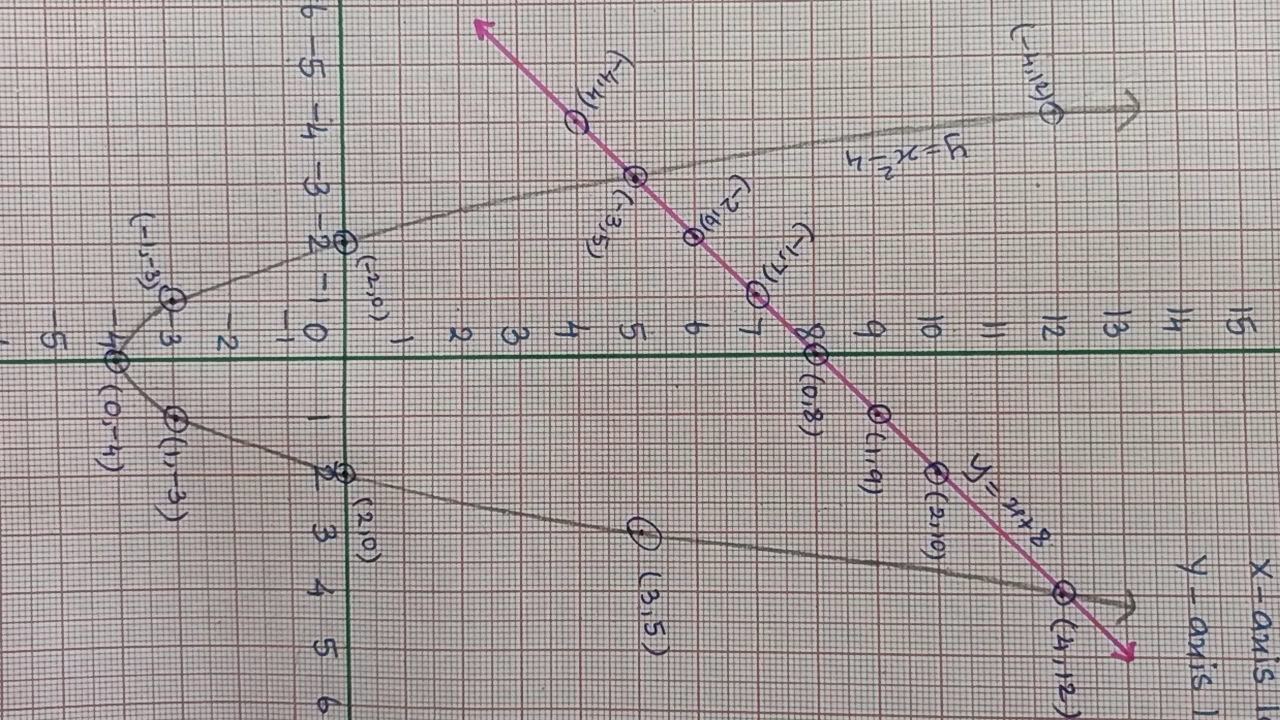 X-axis 1
15
Y-axis 1
14
13
(-4,12) 12 (4,12)
11
y = x+8
10 (2,10)
y = x²-4
9 (1,9)
8 (0,8)
(-1,7) 7
(-2,6) 6
(-3,5) 5 (3,5)
(-4,4) 4
3
2
1
(-2,0) (2,0)
6 -5 -4 -3 -2 -1 0 1 2 3 4 5 6
-1
-2
(-1,-3) -3 (1,-3)
-4 (0,-4)
-5